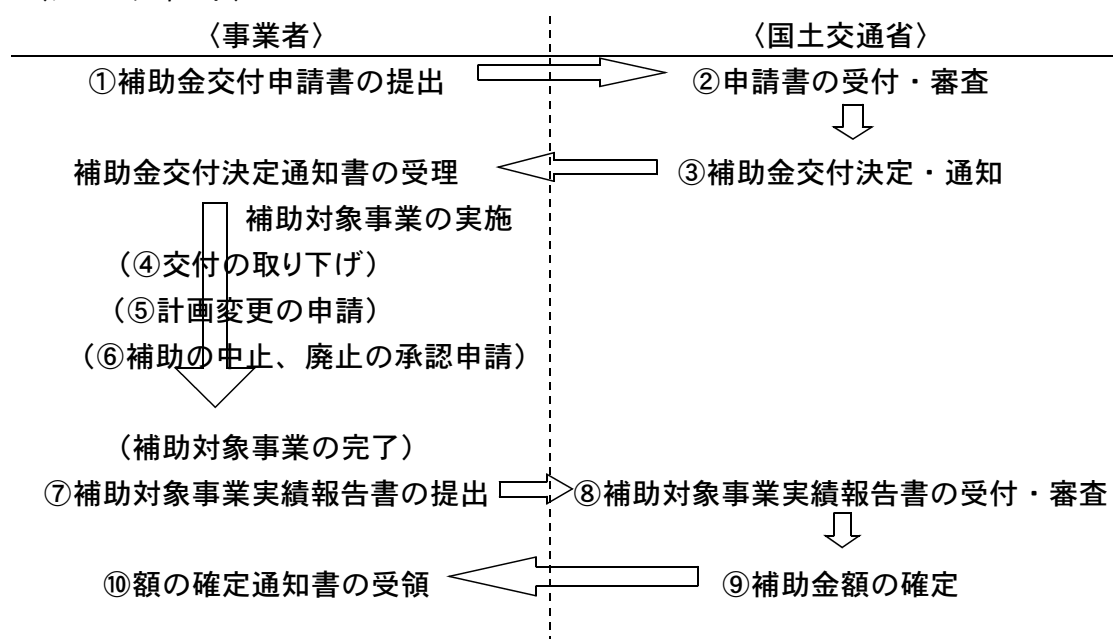 〈事業者〉 〈国土交通省〉
①補助金交付申請書の提出 ②申請書の受付・審査
補助金交付決定通知書の受理 ③補助金交付決定・通知
補助対象事業の実施
（④交付の取り下げ）
（⑤計画変更の申請）
（⑥補助の中止、廃止の承認申請）
（補助対象事業の完了）
⑦補助対象事業実績報告書の提出 ⑧補助対象事業実績報告書の受付・審査
⑩額の確定通知書の受領 ⑨補助金額の確定